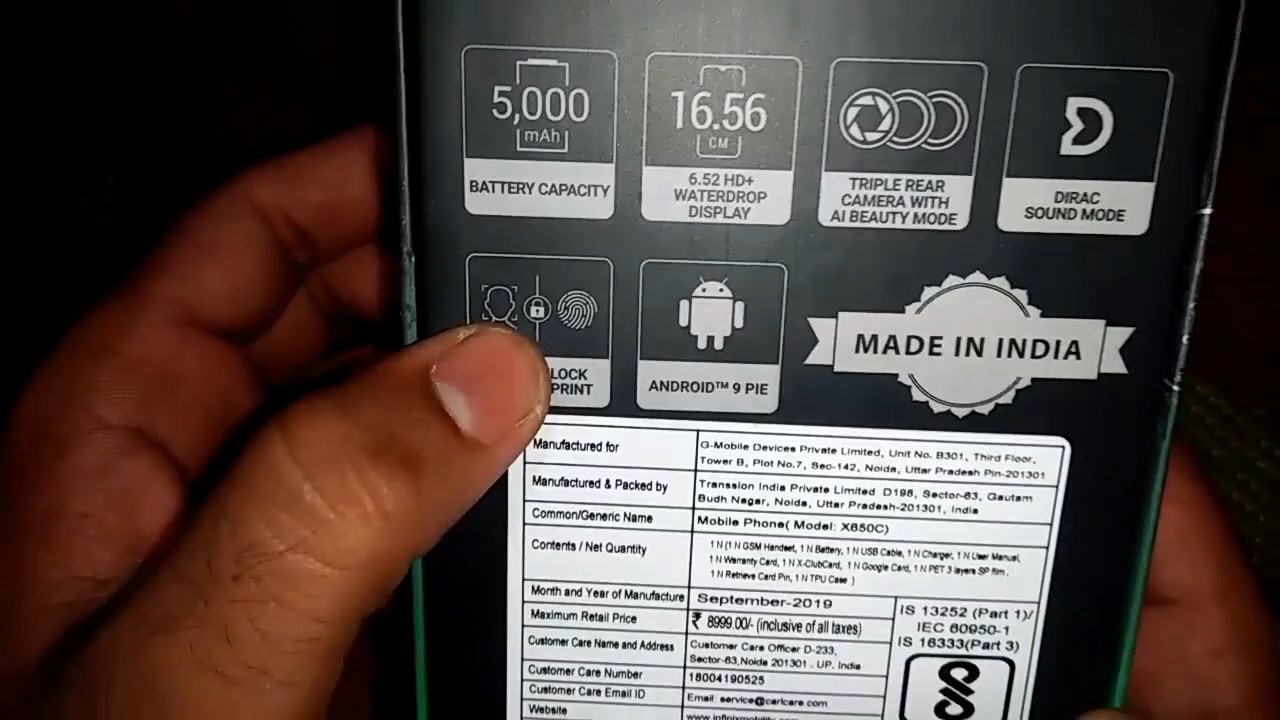 5,000
mAh
BATTERY CAPACITY
16.56
CM
6.52 HD+
WATERDROP
DISPLAY
TRIPLE REAR
CAMERA WITH
AI BEAUTY MODE
DIRAC
SOUND MODE
LOCK
PRINT
ANDROID™ 9 PIE
MADE IN INDIA
Manufactured for
G-Mobile Devices Private Limited, Unit No. B301, Third Floor,
Tower B, Plot No.7, Sec-142, Noida, Uttar Pradesh Pin-201301
Manufactured & Packed by
Transsion India Private Limited D198, Sector-63, Gautam
Budh Nagar, Noida, Uttar Pradesh-201301, India
Common/Generic Name
Mobile Phone( Model: X650C)
Contents / Net Quantity
1 N (1 N GSM Handset, 1 N Battery, 1 N USB Cable, 1 N Charger, 1 N User Manual,
1 N Warranty Card, 1 N X-ClubCard, 1 N Google Card, 1 N PET 3 layers SP film,
1 N Retrieve Card Pin, 1 N TPU Case )
Month and Year of Manufacture
September-2019
Maximum Retail Price
₹ 8999.00/- (inclusive of all taxes)
Customer Care Name and Address
Customer Care Officer D-233,
Sector-63,Noida 201301 . UP. India
Customer Care Number
18004190525
Customer Care Email ID
Email: service@carlcare.com
Website
www.infinixmobility.com
IS 13252 (Part 1)/
IEC 60950-1
IS 16333(Part 3)